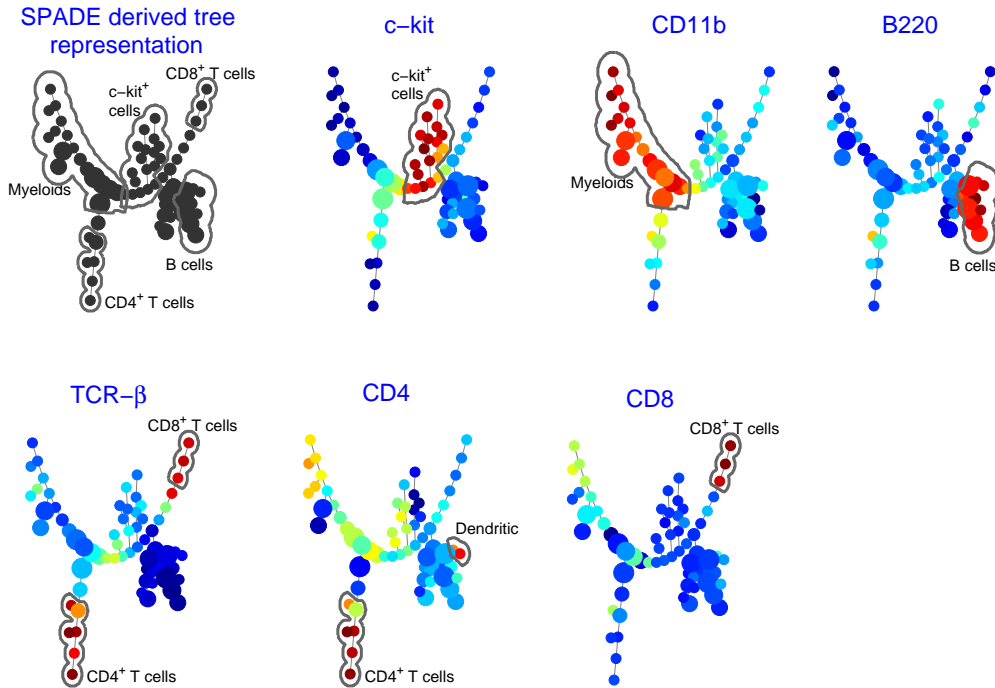 SPADE derived tree
representation
CD8⁺ T cells
c−kit⁺
cells
Myeloids
B cells
CD4⁺ T cells
c−kit
c−kit⁺
cells
CD11b
Myeloids
B220
B cells
TCR−β
CD8⁺ T cells
CD4⁺ T cells
CD4
Dendritic
CD4⁺ T cells
CD8
CD8⁺ T cells